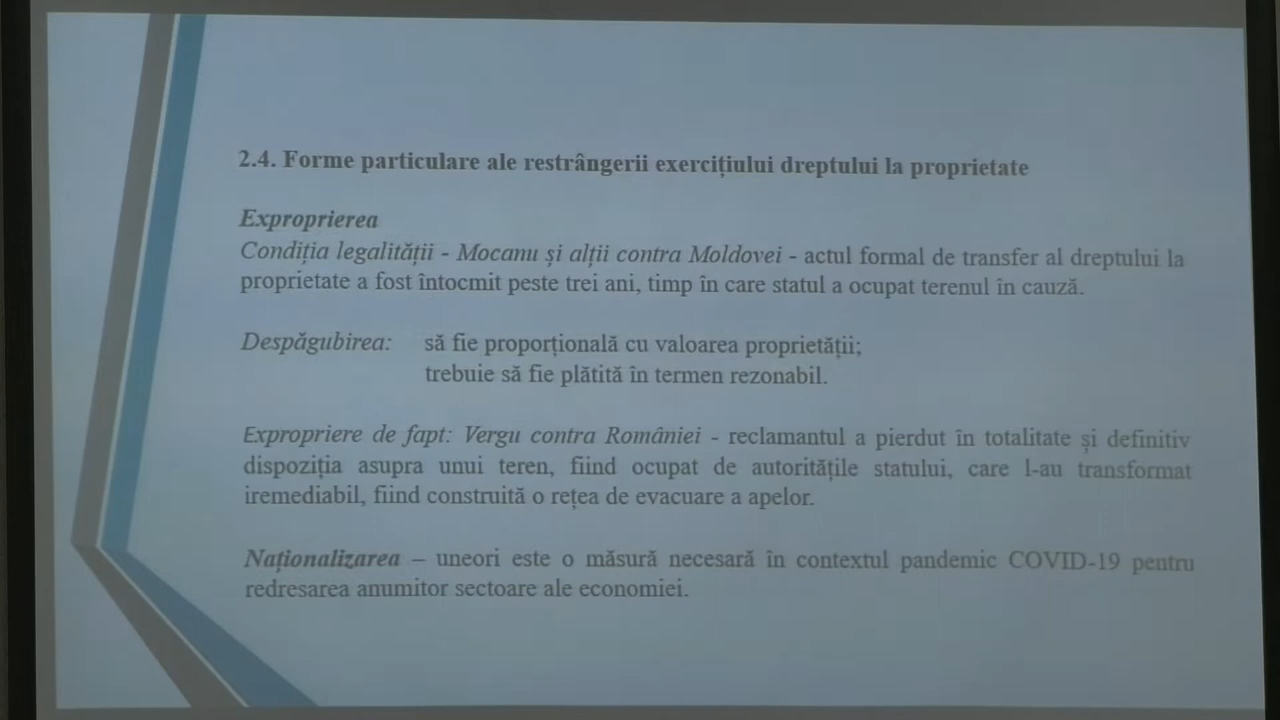 2.4. Forme particulare ale restrângerii exercițiului dreptului la proprietate
Exproprierea
Condiția legalității - Mocanu și alții contra Moldovei - actul formal de transfer al dreptului la
proprietate a fost întocmit peste trei ani, timp în care statul a ocupat terenul în cauză.
Despăgubirea: să fie proporțională cu valoarea proprietății;
trebuie să fie plătită în termen rezonabil.
Expropriere de fapt: Vergu contra României - reclamantul a pierdut în totalitate și definitiv
dispoziția asupra unui teren, fiind ocupat de autoritățile statului, care l-au transformat
iremediabil, fiind construită o rețea de evacuare a apelor.
Naționalizarea – uneori este o măsură necesară în contextul pandemic COVID-19 pentru
redresarea anumitor sectoare ale economiei.